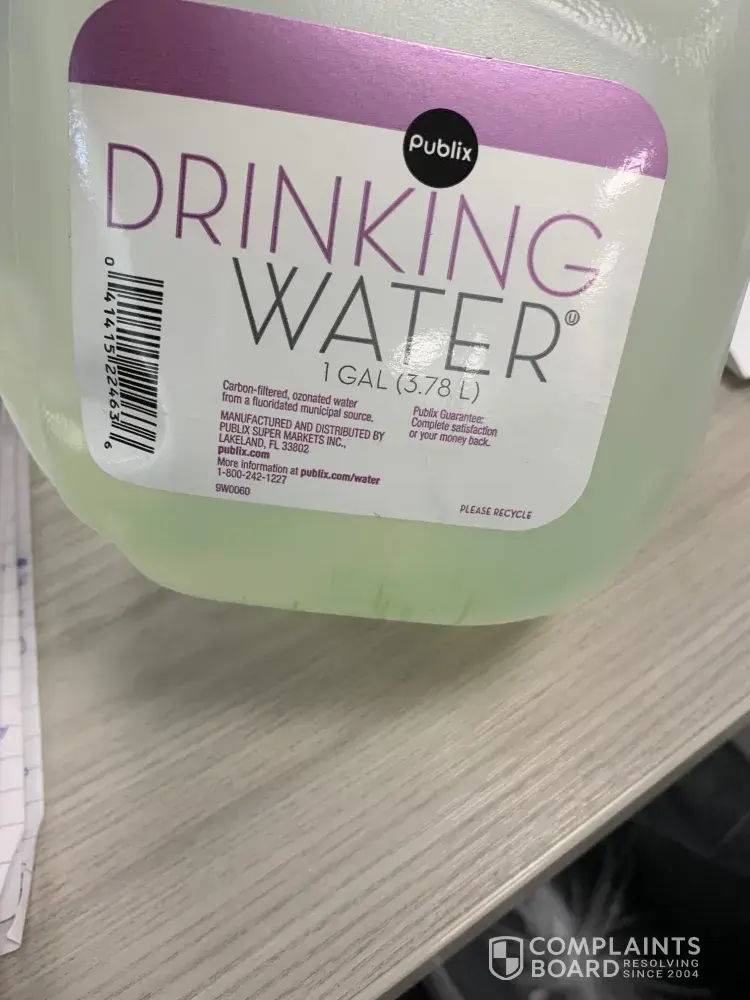 Publix
DRINKING
WATER®
Ⓤ
1 GAL (3.78 L)
Carbon-filtered, ozonated water
from a fluoridated municipal source.
MANUFACTURED AND DISTRIBUTED BY
PUBLIX SUPER MARKETS INC.,
LAKELAND, FL 33802
publix.com
More information at publix.com/water
1-800-242-1227
9W0060
Publix Guarantee:
Complete satisfaction
or your money back.
PLEASE RECYCLE
0 41415 22463 6
COMPLAINTS
BOARD RESOLVING
SINCE 2004